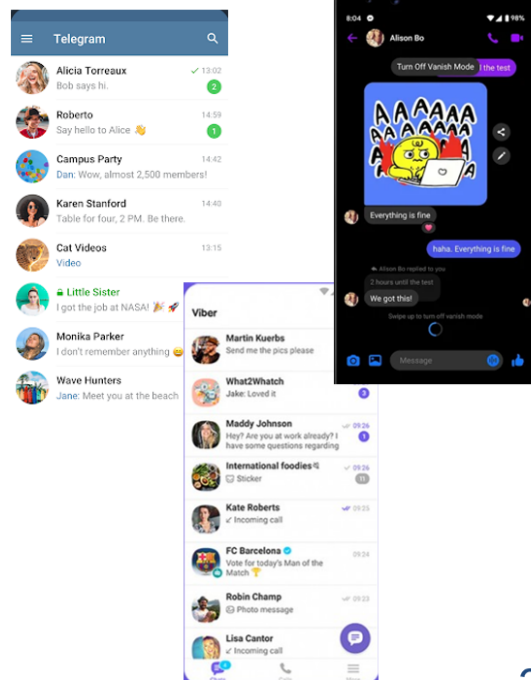 Telegram
Alicia Torreaux
13:02
Bob says hi.
2
Roberto
14:59
Say hello to Alice 👋
1
Campus Party
14:42
Dan: Wow, almost 2,500 members!
Karen Stanford
14:40
Table for four, 2 PM. Be there.
Cat Videos
13:15
Video
Little Sister
I got the job at NASA! 🎉 🚀
Monika Parker
I don't remember anything 😄
Wave Hunters
Jane: Meet you at the beach
8:04
98%
Alison Bo
Turn Off Vanish Mode
l the test
AAAAA
AAAAAA
Everything is fine
haha. Everything is fine
Alison Bo replied to you
2 hours until the test
We got this!
Swipe up to turn off vanish mode
Message
Viber
Martin Kuerbs
Send me the pics please
What2Whatch
Jake: Loved it
3
Maddy Johnson
09:26
Hey? Are you at work already? I
1
have some questions regarding
International foodies
09:26
Sticker
11
Kate Roberts
09:25
Incoming call
FC Barcelona
09:24
Vote for today's Man of the
Match 🏆
Robin Champ
09:23
Photo message
Lisa Cantor
Incoming call